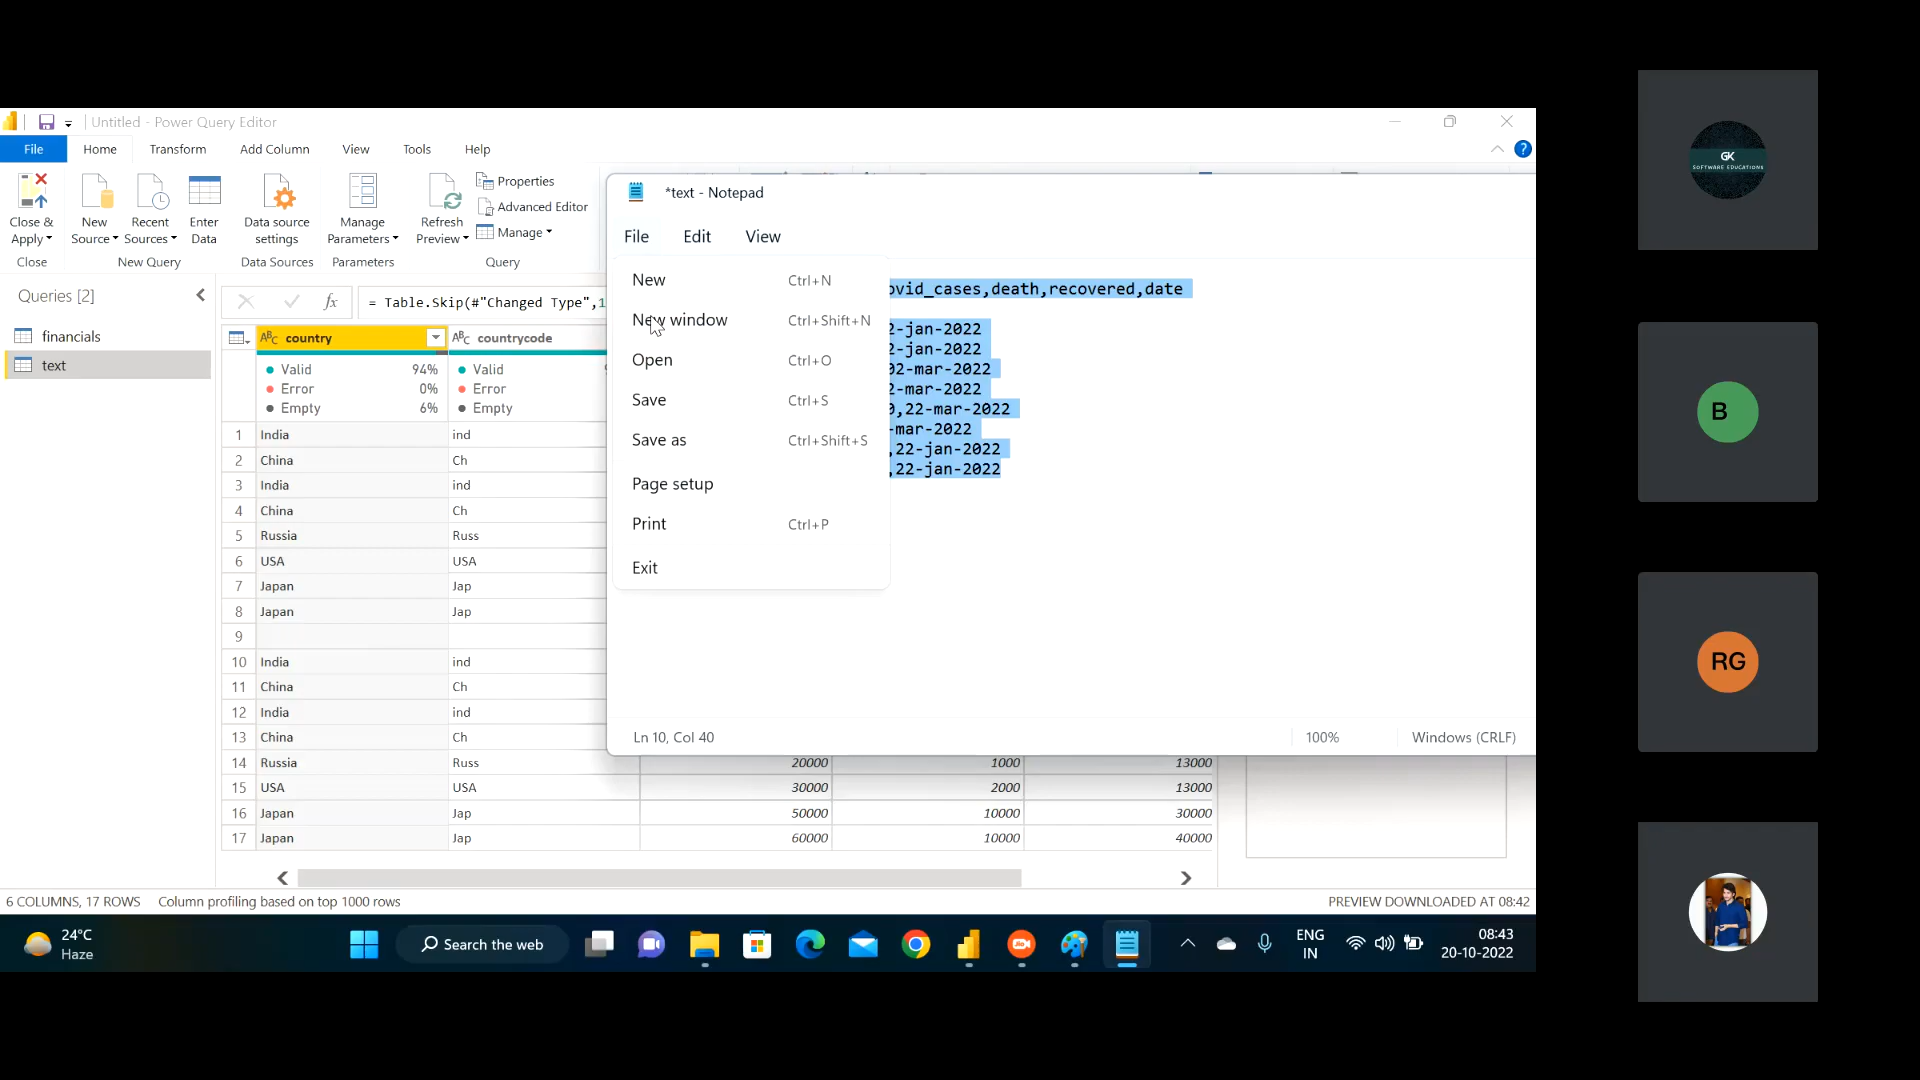 Untitled - Power Query Editor
File Home Transform Add Column View Tools Help
Close & Apply
New Source
Recent Sources
Enter Data
Data source settings
Manage Parameters
Refresh Preview
Properties
Advanced Editor
Manage
Close
New Query
Data Sources
Parameters
Query
Queries [2]
financials
text
= Table.Skip(#"Changed Type",1
country
countrycode
Valid 94%
Error 0%
Empty 6%
Valid
Error
Empty
1 India ind
2 China Ch
3 India ind
4 China Ch
5 Russia Russ
6 USA USA
7 Japan Jap
8 Japan Jap
9
10 India ind
11 China Ch
12 India ind
13 China Ch
14 Russia Russ 20000 1000 13000
15 USA USA 30000 2000 13000
16 Japan Jap 50000 10000 30000
17 Japan Jap 60000 10000 40000
*text - Notepad
File Edit View
New Ctrl+N
New window Ctrl+Shift+N
Open Ctrl+O
Save Ctrl+S
Save as Ctrl+Shift+S
Page setup
Print Ctrl+P
Exit
ovid_cases,death,recovered,date
2-jan-2022
2-jan-2022
02-mar-2022
2-mar-2022
,22-mar-2022
-mar-2022
,22-jan-2022
,22-jan-2022
Ln 10, Col 40
100%
Windows (CRLF)
6 COLUMNS, 17 ROWS
Column profiling based on top 1000 rows
PREVIEW DOWNLOADED AT 08:42
24°C
Haze
Search the web
ENG
IN
08:43
20-10-2022
GK
SOFTWARE EDUCATIONS
B
RG